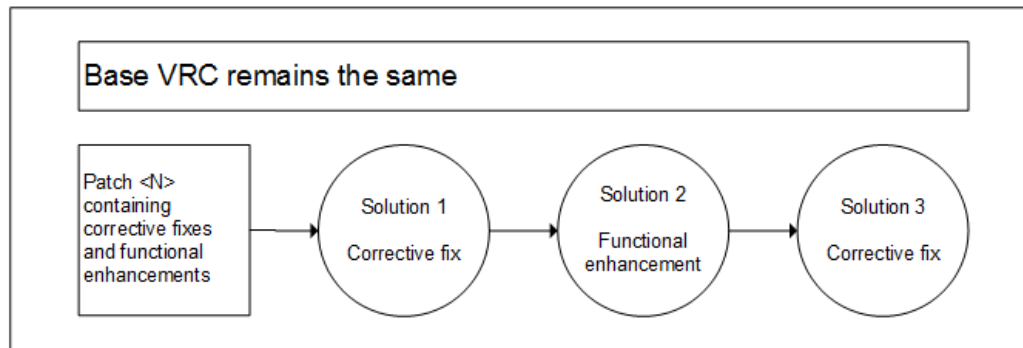 Base VRC remains the same
Patch <N>
containing
corrective fixes
and functional
enhancements
Solution 1
Corrective fix
Solution 2
Functional
enhancement
Solution 3
Corrective fix